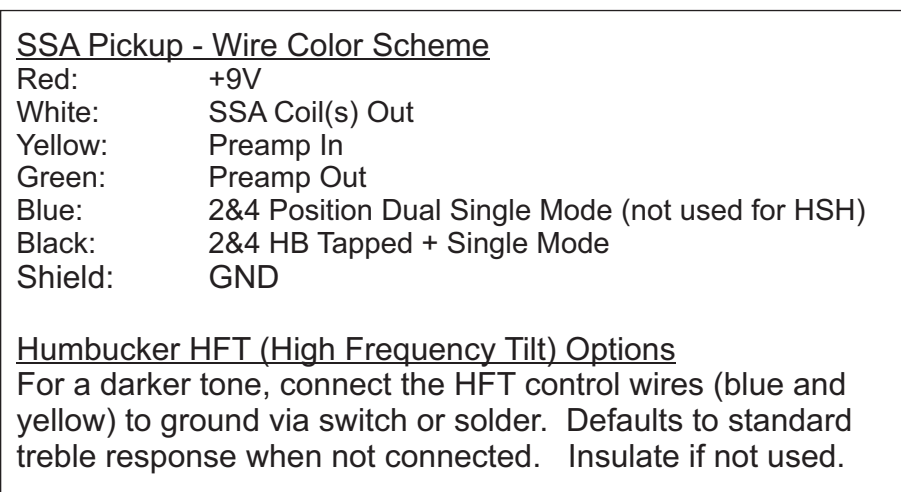 SSA Pickup - Wire Color Scheme
Red: +9V
White: SSA Coil(s) Out
Yellow: Preamp In
Green: Preamp Out
Blue: 2&4 Position Dual Single Mode (not used for HSH)
Black: 2&4 HB Tapped + Single Mode
Shield: GND
Humbucker HFT (High Frequency Tilt) Options
For a darker tone, connect the HFT control wires (blue and
yellow) to ground via switch or solder. Defaults to standard
treble response when not connected. Insulate if not used.